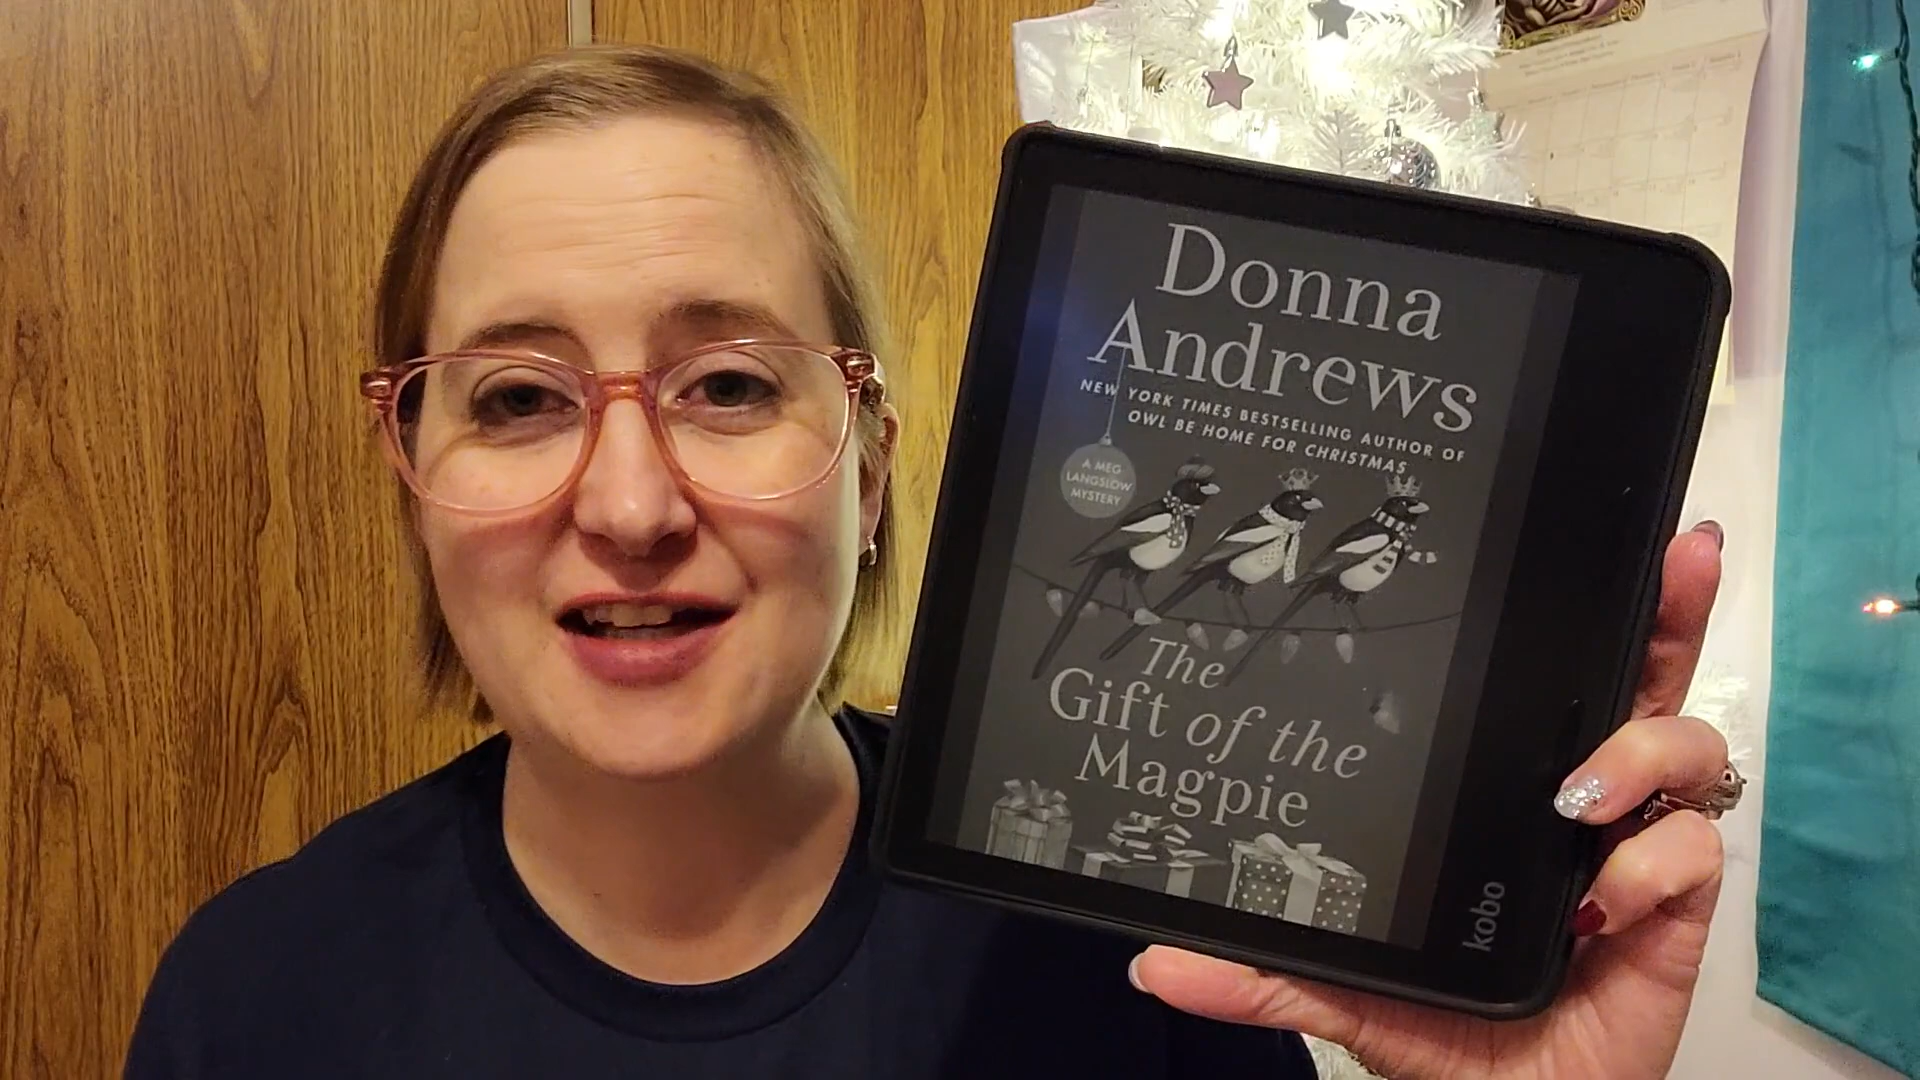 Donna
Andrews
NEW YORK TIMES BESTSELLING AUTHOR OF
OWL BE HOME FOR CHRISTMAS
A MEG
LANGSLOW
MYSTERY
The
Gift of the
Magpie
kobo